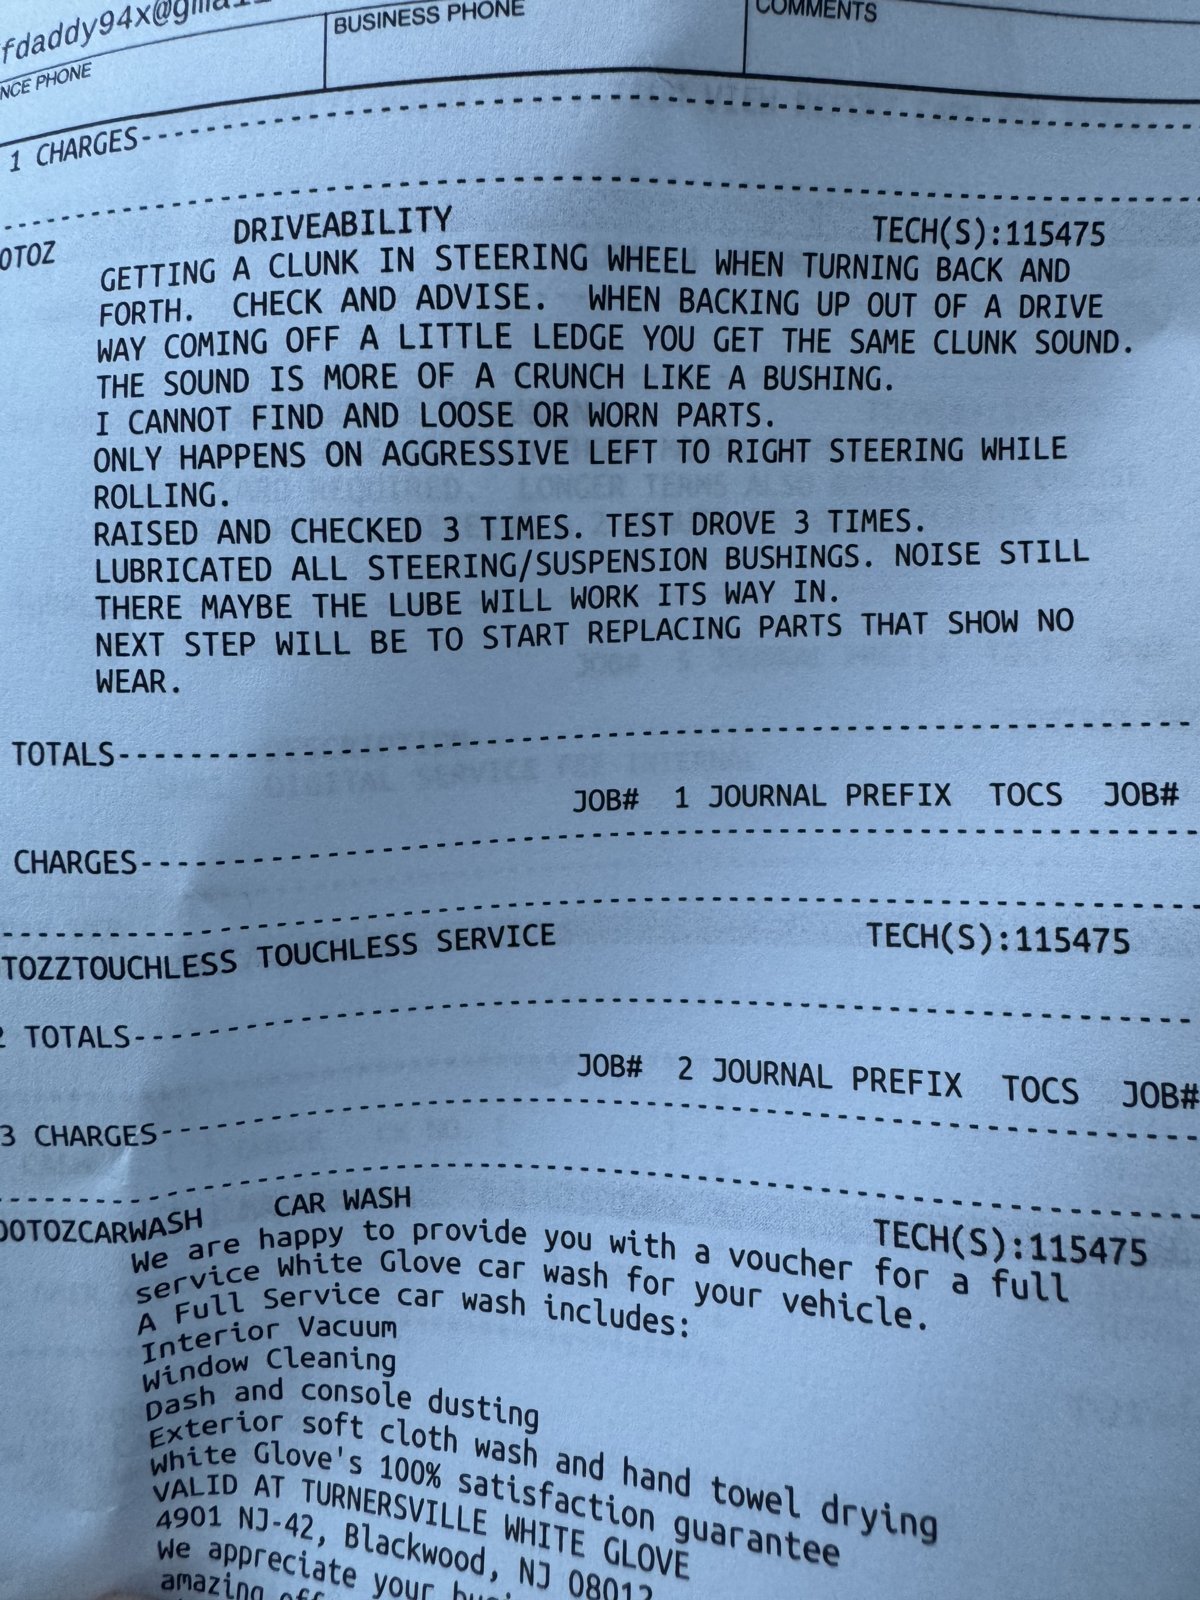 fdaddy94x@gmail
NCE PHONE
BUSINESS PHONE
COMMENTS
1 CHARGES
OTOZ DRIVEABILITY TECH(S):115475
GETTING A CLUNK IN STEERING WHEEL WHEN TURNING BACK AND
FORTH. CHECK AND ADVISE. WHEN BACKING UP OUT OF A DRIVE
WAY COMING OFF A LITTLE LEDGE YOU GET THE SAME CLUNK SOUND.
THE SOUND IS MORE OF A CRUNCH LIKE A BUSHING.
I CANNOT FIND AND LOOSE OR WORN PARTS.
ONLY HAPPENS ON AGGRESSIVE LEFT TO RIGHT STEERING WHILE
ROLLING.
RAISED AND CHECKED 3 TIMES. TEST DROVE 3 TIMES.
LUBRICATED ALL STEERING/SUSPENSION BUSHINGS. NOISE STILL
THERE MAYBE THE LUBE WILL WORK ITS WAY IN.
NEXT STEP WILL BE TO START REPLACING PARTS THAT SHOW NO
WEAR.
TOTALS
JOB# 1 JOURNAL PREFIX TOCS JOB#
CHARGES
TOZZTOUCHLESS TOUCHLESS SERVICE TECH(S):115475
2 TOTALS
JOB# 2 JOURNAL PREFIX TOCS JOB#
3 CHARGES
OOTOZCARWASH CAR WASH TECH(S):115475
We are happy to provide you with a voucher for a full
service White Glove car wash for your vehicle.
A Full Service car wash includes:
Interior Vacuum
Window Cleaning
Dash and console dusting
Exterior soft cloth wash and hand towel drying
White Glove's 100% satisfaction guarantee
VALID AT TURNERSVILLE WHITE GLOVE
4901 NJ-42, Blackwood, NJ 08012
We appreciate your
amazing